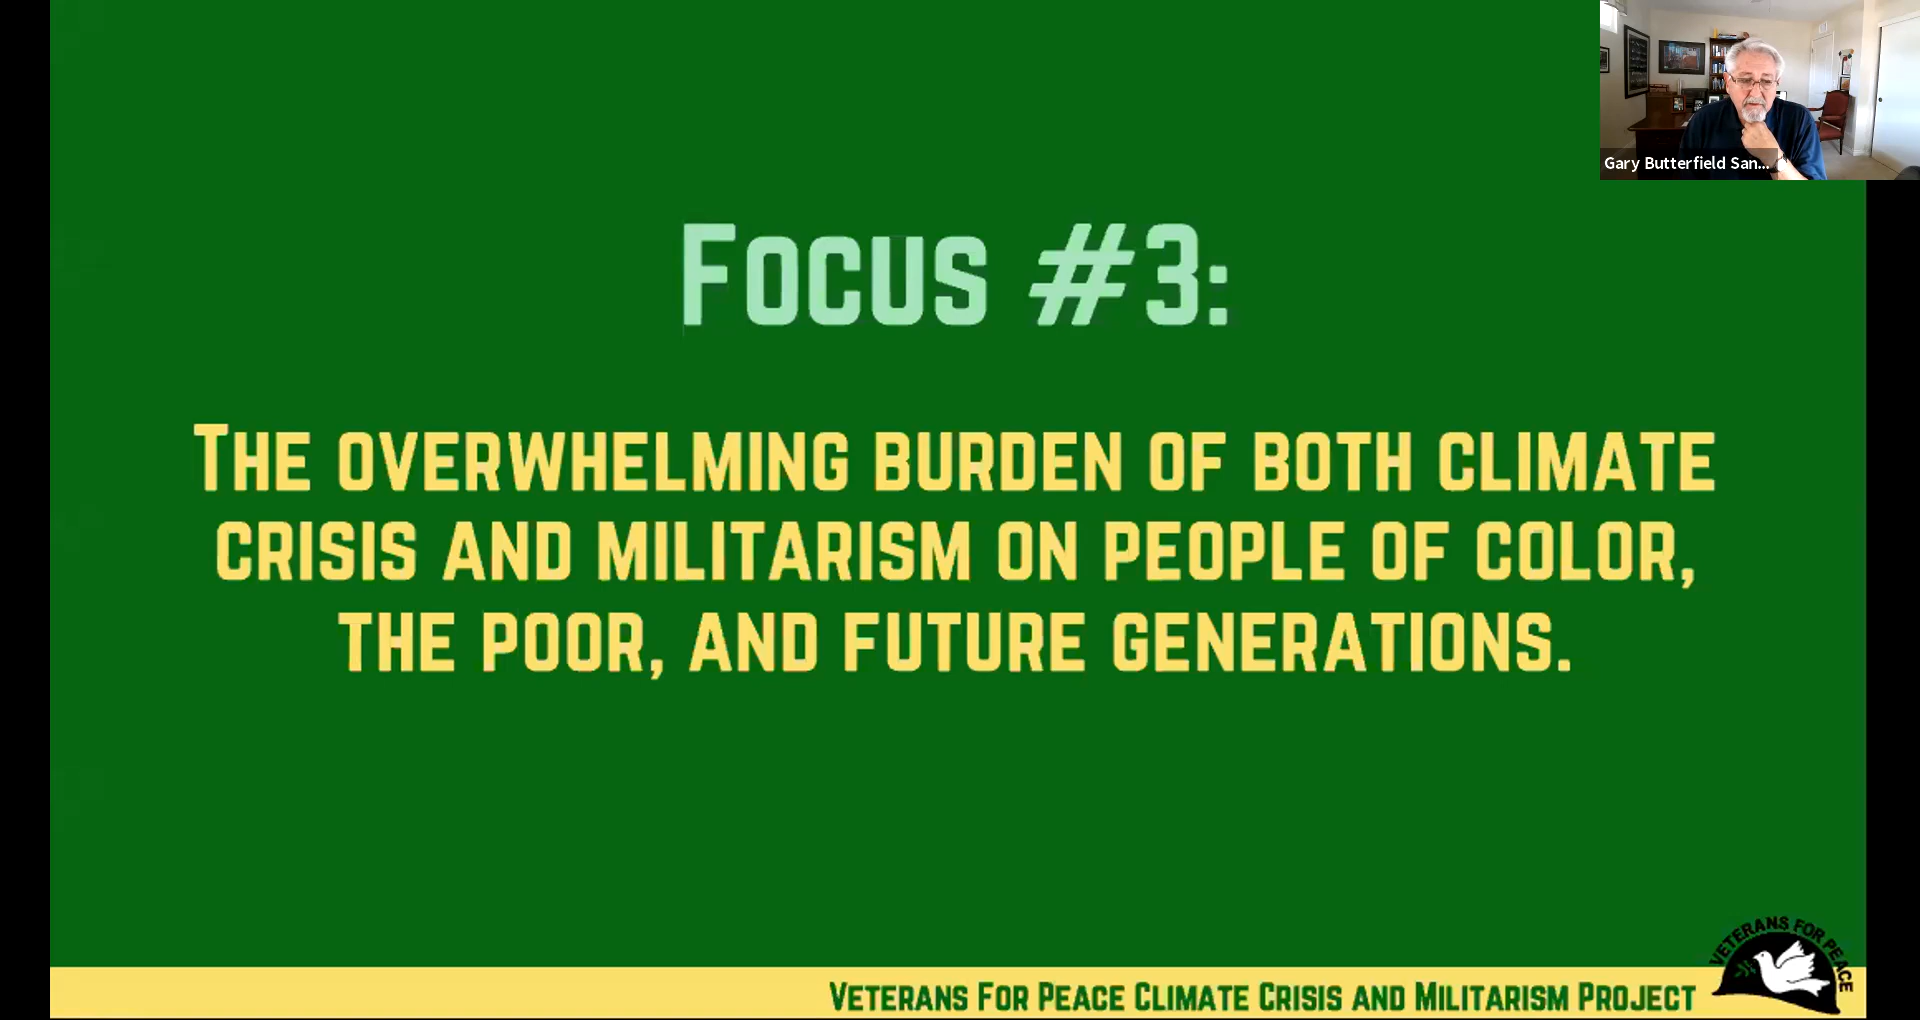 Gary Butterfield San...
Focus #3:
The overwhelming burden of both climate
crisis and militarism on people of color,
the poor, and future generations.
Veterans For Peace Climate Crisis and Militarism Project
VETERANS FOR PEACE